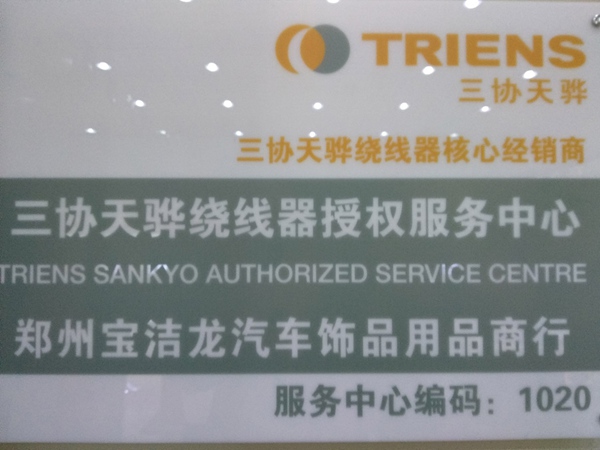 TRIENS
三协天骅
三协天骅绕线器核心经销商
三协天骅绕线器授权服务中心
TRIENS SANKYO AUTHORIZED SERVICE CENTRE
郑州宝洁龙汽车饰品用品商行
服务中心编码：1020